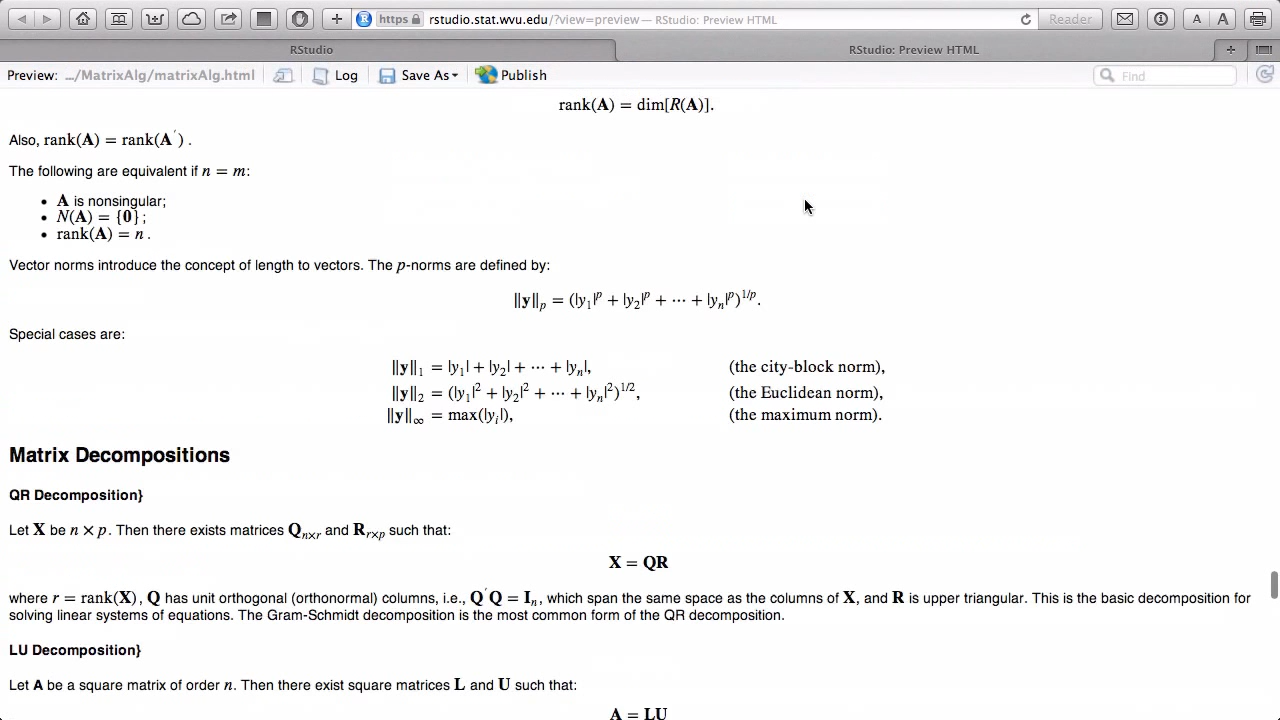 https rstudio.stat.wvu.edu/?view=preview — RStudio: Preview HTML Reader A A
RStudio RStudio: Preview HTML +
Preview: .../MatrixAlg/matrixAlg.html Log Save As Publish Find
rank(A) = dim[R(A)].
Also, rank(A) = rank(A′) .
The following are equivalent if n = m:
• A is nonsingular;
• N(A) = {0} ;
• rank(A) = n .
Vector norms introduce the concept of length to vectors. The p-norms are defined by:
‖y‖p = (|y1|^p + |y2|^p + ⋯ + |yn|^p)^1/p.
Special cases are:
‖y‖1 = |y1| + |y2| + ⋯ + |yn|, (the city-block norm),
‖y‖2 = (|y1|^2 + |y2|^2 + ⋯ + |yn|^2)^1/2, (the Euclidean norm),
‖y‖∞ = max(|yi|), (the maximum norm).
Matrix Decompositions
QR Decomposition}
Let X be n × p. Then there exists matrices Qn×r and Rr×p such that:
X = QR
where r = rank(X), Q has unit orthogonal (orthonormal) columns, i.e., Q′Q = In, which span the same space as the columns of X, and R is upper triangular. This is the basic decomposition for
solving linear systems of equations. The Gram-Schmidt decomposition is the most common form of the QR decomposition.
LU Decomposition}
Let A be a square matrix of order n. Then there exist square matrices L and U such that:
A = LU